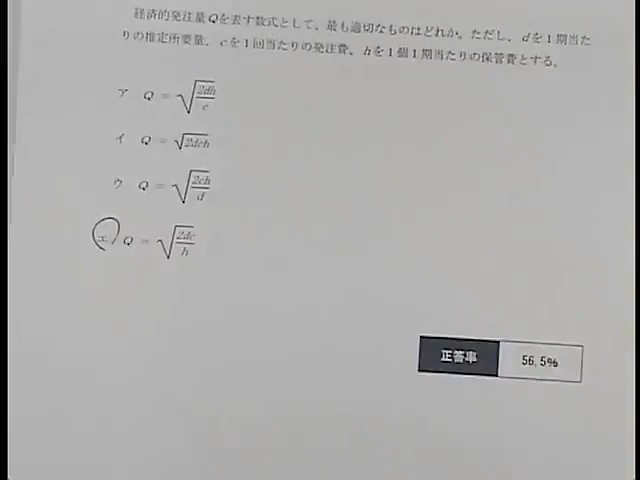 経済的発注量Qを表す数式として、最も適切なものはどれか。ただし、dを1期当た
りの推定所要量、cを1回当たりの発注費、hを1個1期当たりの保管費とする。
ア Q = √(2dh/c)
イ Q = √2dch
ウ Q = √(2ch/d)
エ Q = √(2dc/h)
正答率 56.5%